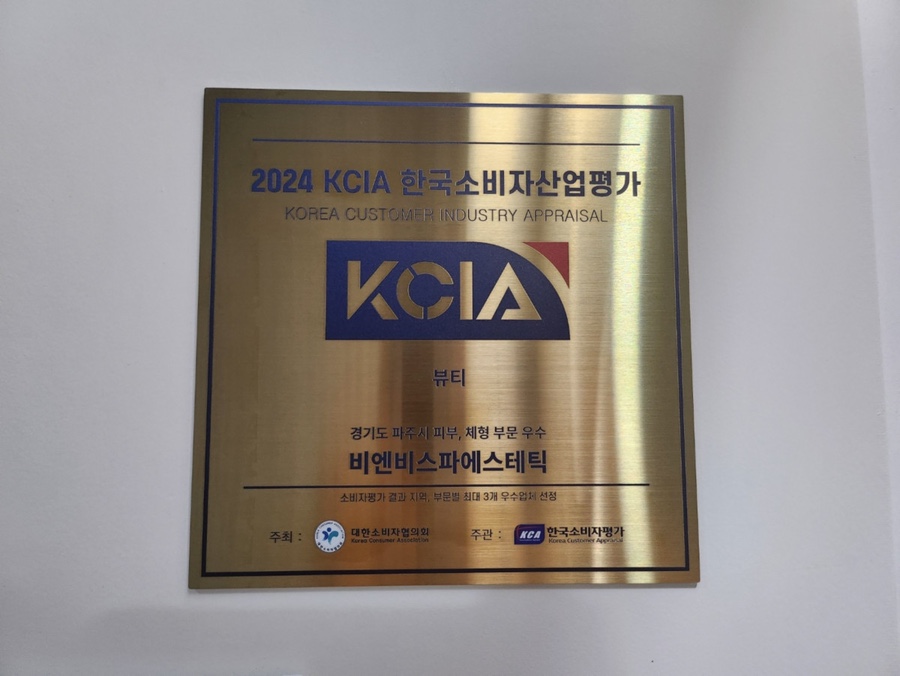 2024 KCIA 한국소비자산업평가
KOREA CUSTOMER INDUSTRY APPRAISAL
KCIA
뷰티
경기도 파주시 피부, 체형 부문 우수
비엔비스파에스테틱
소비자평가 결과 지역, 부문별 최대 3개 우수업체 선정
주최 : 대한소비자협의회
Korea Consumer Association
주관 : KCA 한국소비자평가
Korea Customer Appraisal